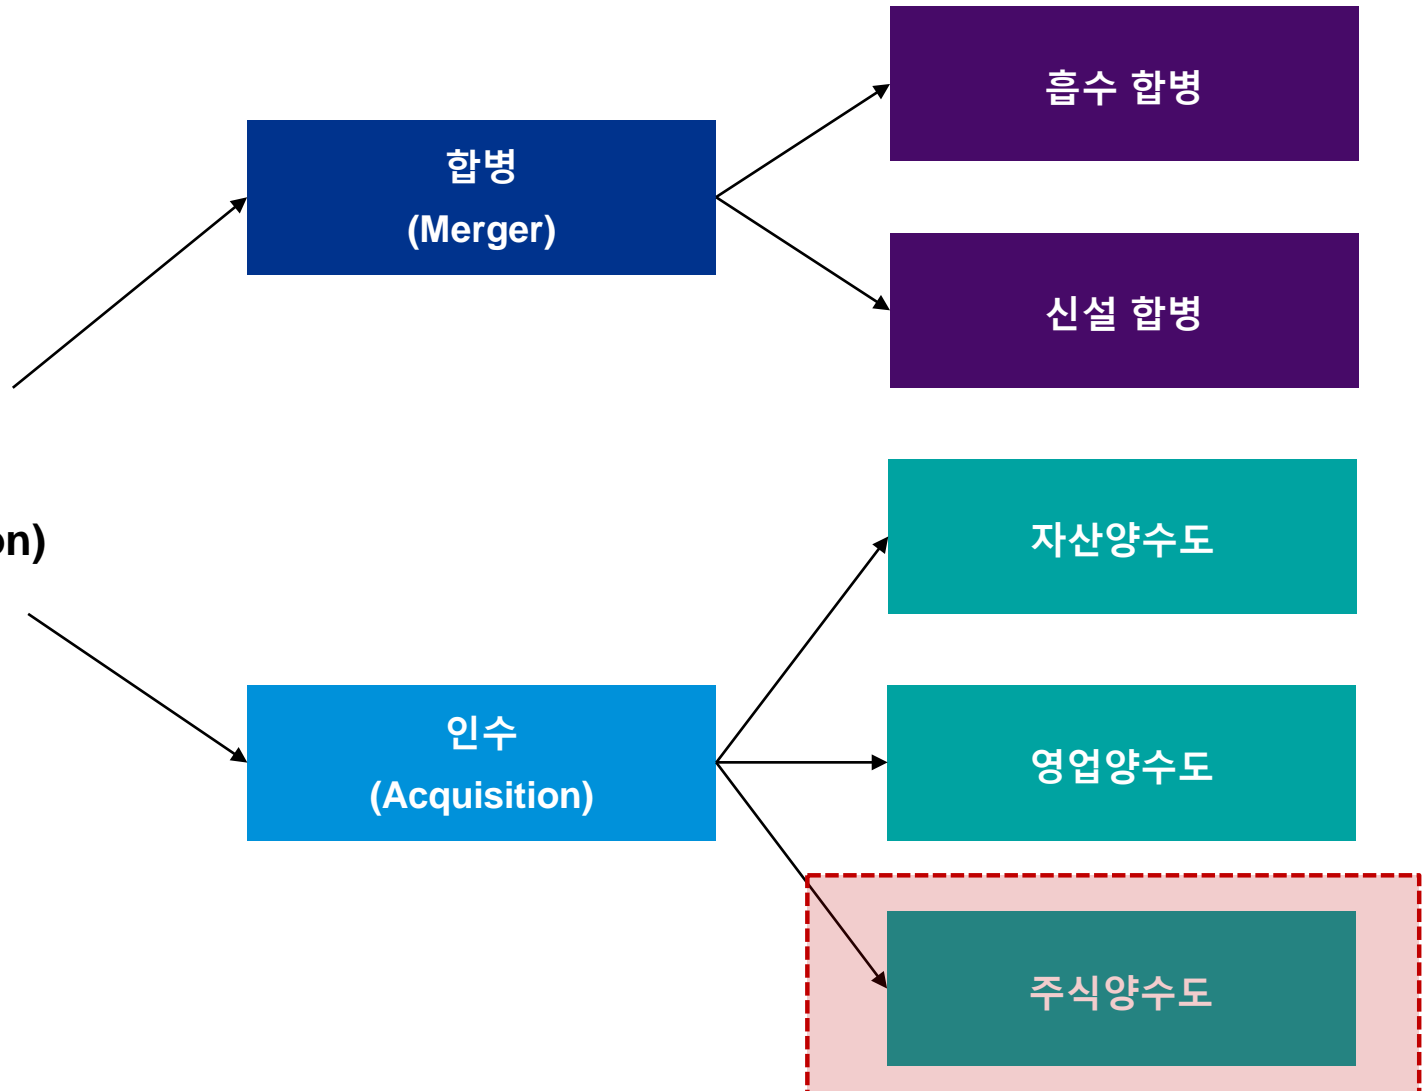 흡수 합병
합병
(Merger)
신설 합병
on)
자산양수도
인수
(Acquisition)
영업양수도
주식양수도